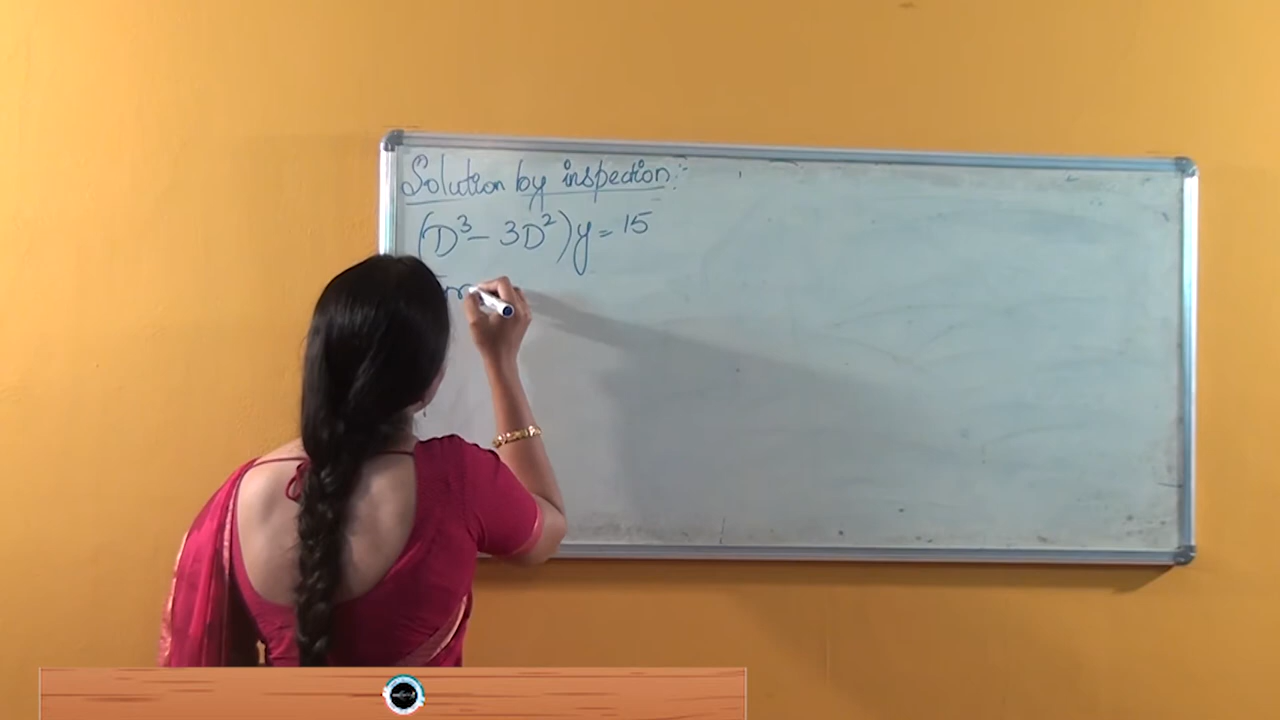 Solution by inspection:-
(D³ - 3D²)y = 15